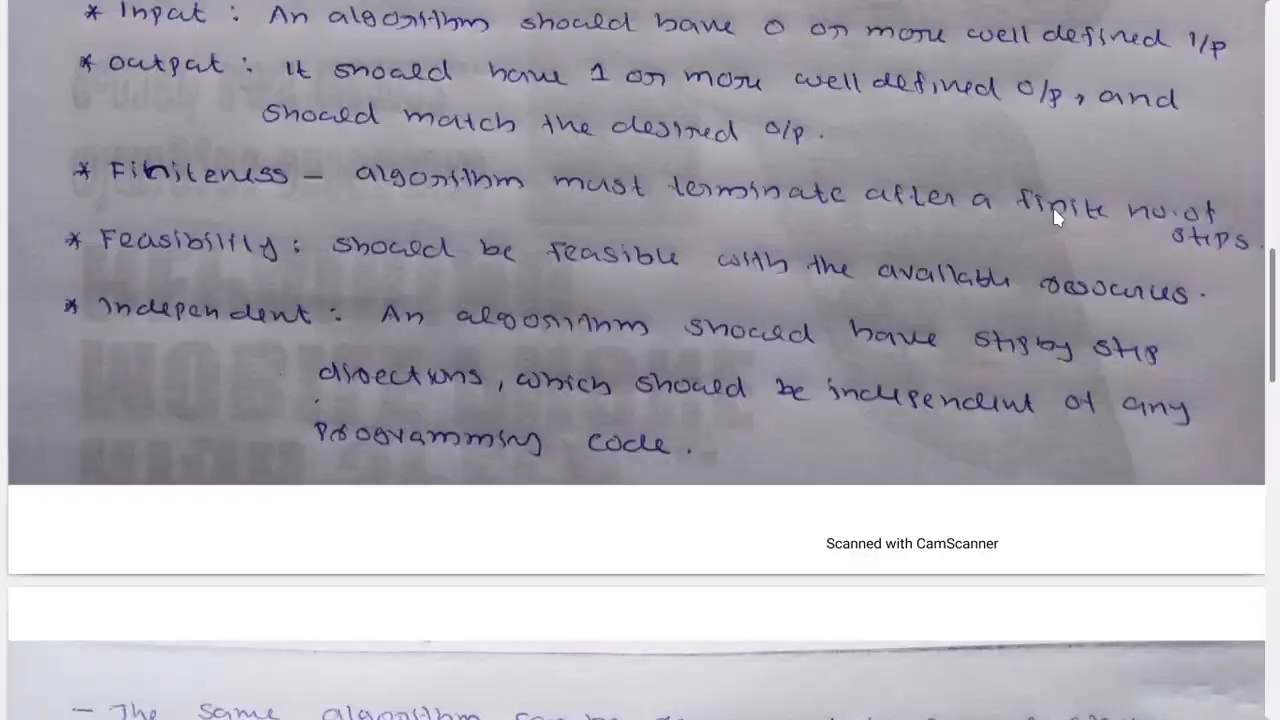 * Input : An algorithm should have 0 or more well defined i/p
* Output : it should have 1 or more well defined o/p, and
should match the desired o/p.
* Finiteness - algorithm must terminate after a finite no. of
steps.
* Feasibility : should be feasible with the available resources.
* Independent : An algorithm should have step by step
directions, which should be independent of any
programming code.
Scanned with CamScanner
- The same algorithm